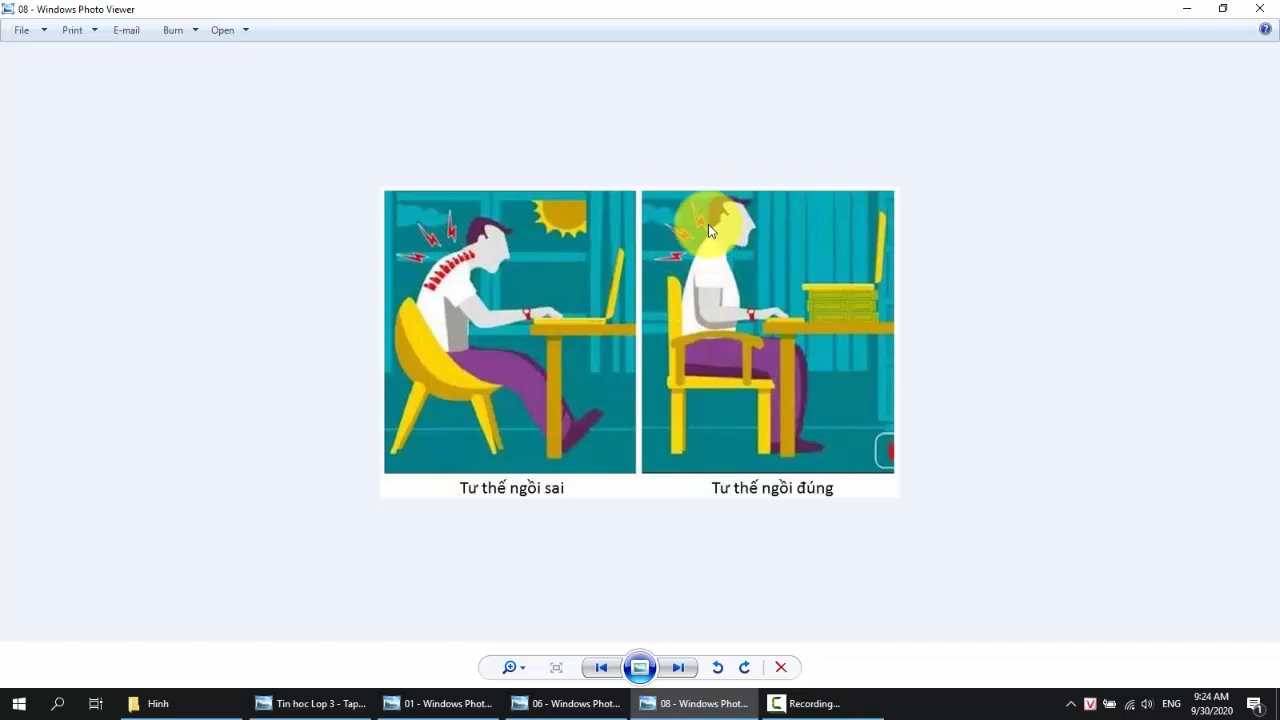 08 - Windows Photo Viewer
File Print E-mail Burn Open
Tư thế ngồi sai Tư thế ngồi đúng
Hinh Tin hoc Lop 3 - Tap... 01 - Windows Phot... 06 - Windows Phot... 08 - Windows Phot... Recording...
V ENG 9:24 AM
9/30/2020
1